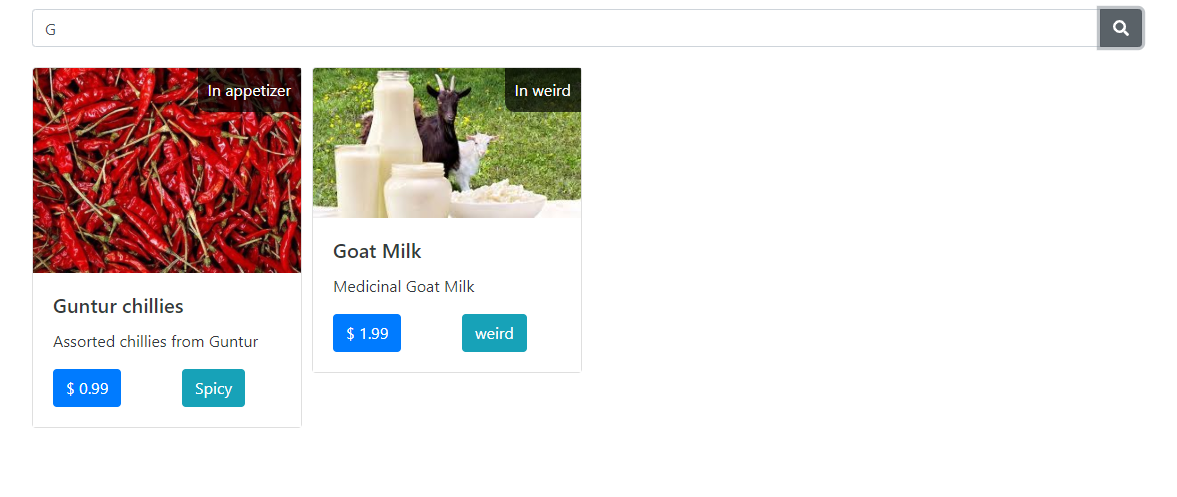 G
In appetizer
Guntur chillies
Assorted chillies from Guntur
$ 0.99
Spicy
In weird
Goat Milk
Medicinal Goat Milk
$ 1.99
weird